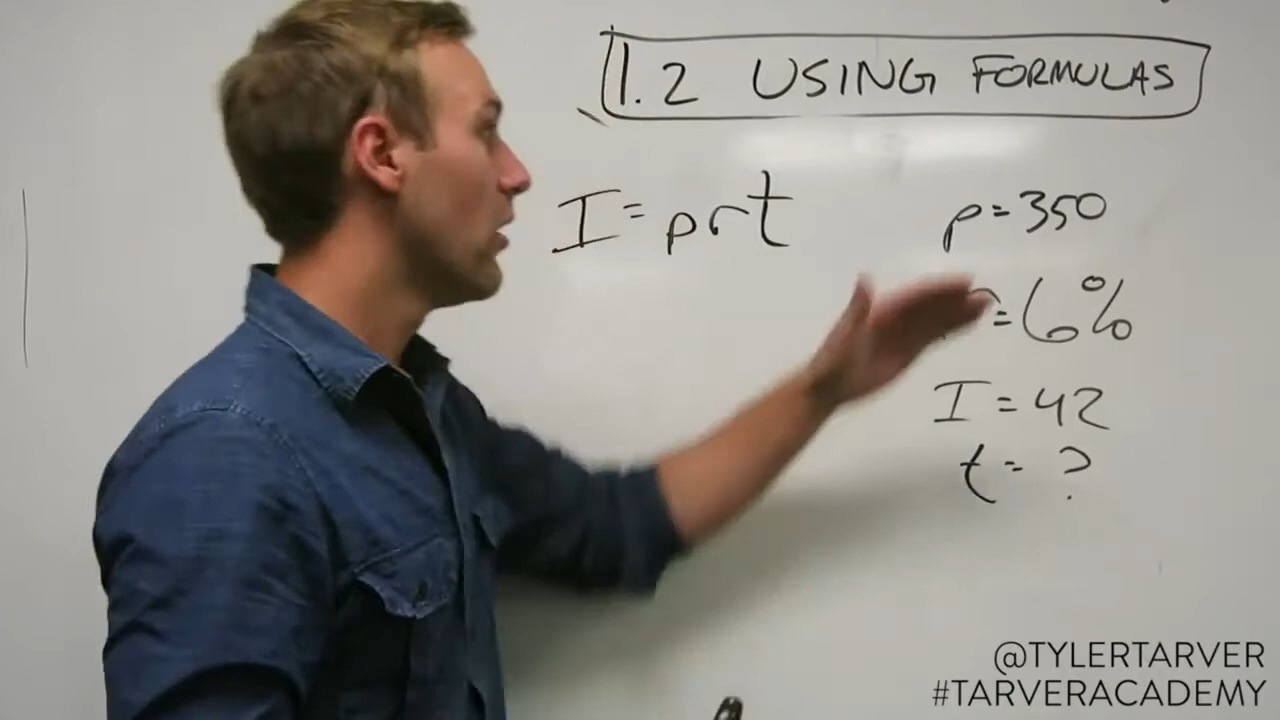 1.2 USING FORMULAS
I = prt
p = 350
= 6%
I = 42
t = ?
@TYLERTARVER
#TARVERACADEMY